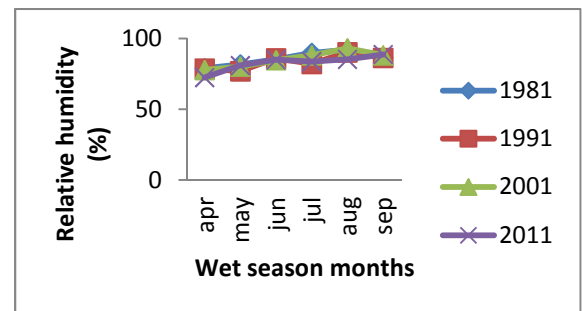 Relative humidity
(%)
100
50
0
apr
may
jun
jul
aug
sep
Wet season months
1981
1991
2001
2011